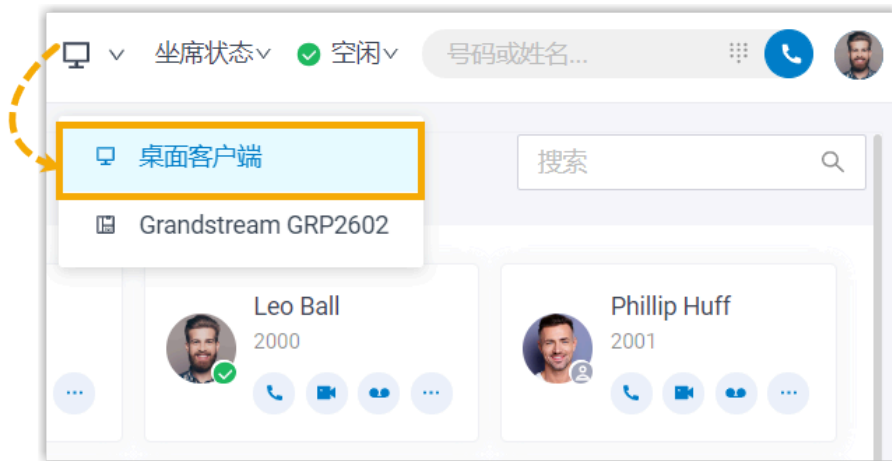 坐席状态 空闲 号码或姓名...
桌面客户端
搜索
Grandstream GRP2602
Leo Ball
2000
Phillip Huff
2001